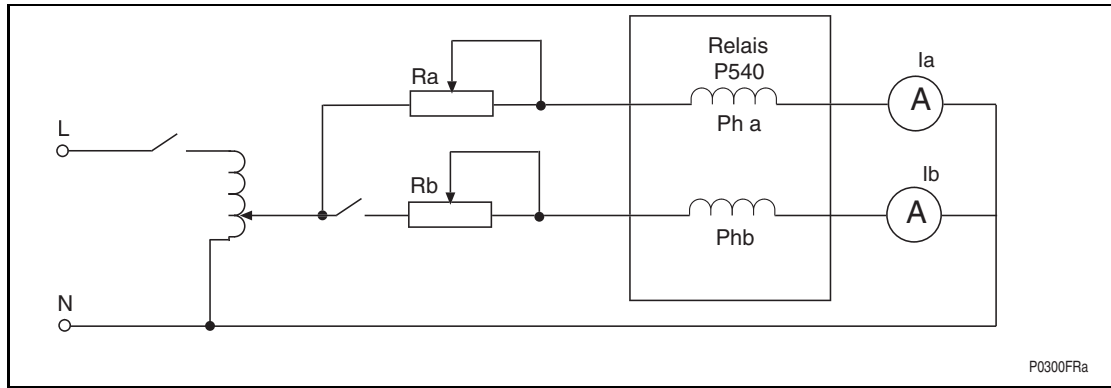 Relais
P540
Ia
A
Ra
Ph a
L
Ib
A
Rb
Phb
N
P0300FRa